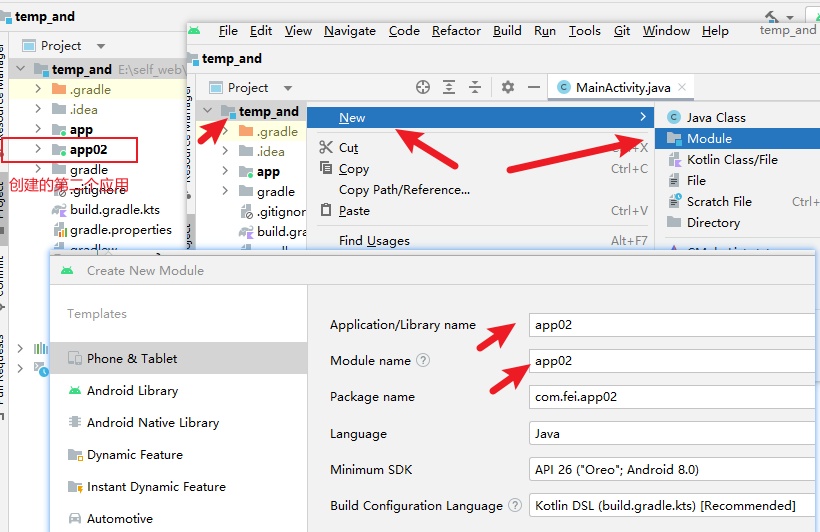 temp_and
Project
temp_and E:\self_web\
.gradle
.idea
app
app02
gradle
创建的第二个应用
.gitignore
build.gradle.kts
gradle.properties
gradlew
File Edit View Navigate Code Refactor Build Run Tools Git Window Help temp_and
temp_and
Project
MainActivity.java
temp_and
.gradle
.idea
app
gradle
.gitignor
build.gra
New
Cut
Copy Ctrl+C
Copy Path/Reference...
Paste Ctrl+V
Find Usages Alt+F7
Java Class
Module
Kotlin Class/File
File
Scratch File Ctrl+
Directory
Create New Module
Templates
Phone & Tablet
Android Library
Android Native Library
Dynamic Feature
Instant Dynamic Feature
Automotive
Application/Library name app02
Module name app02
Package name com.fei.app02
Language Java
Minimum SDK API 26 ("Oreo"; Android 8.0)
Build Configuration Language Kotlin DSL (build.gradle.kts) [Recommended]